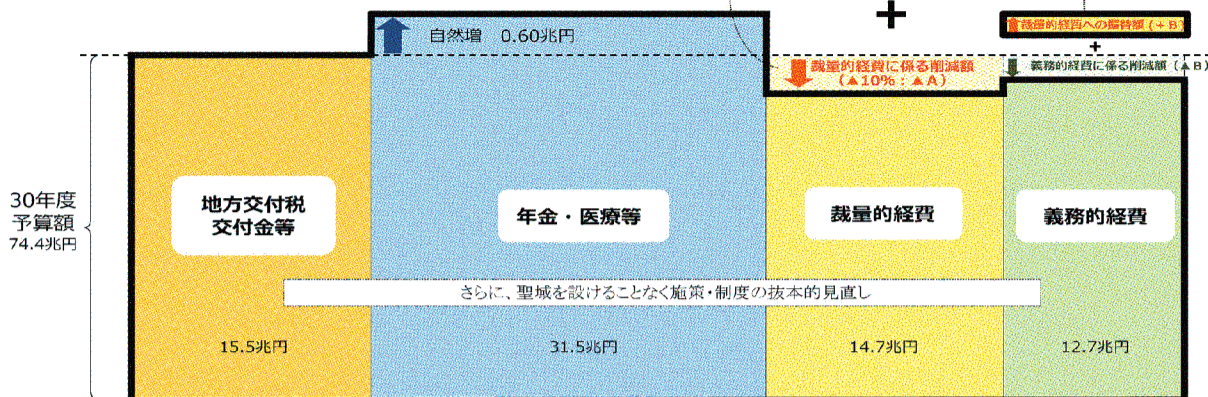 +
裁量的経費への振替額(+B)
自然増 0.60兆円
+
裁量的経費に係る削減額
(▲10%:▲A)
義務的経費に係る削減額(▲B)
30年度
予算額
74.4兆円
地方交付税
交付金等
年金・医療等
裁量的経費
義務的経費
さらに、聖域を設けることなく施策・制度の抜本的見直し
15.5兆円
31.5兆円
14.7兆円
12.7兆円